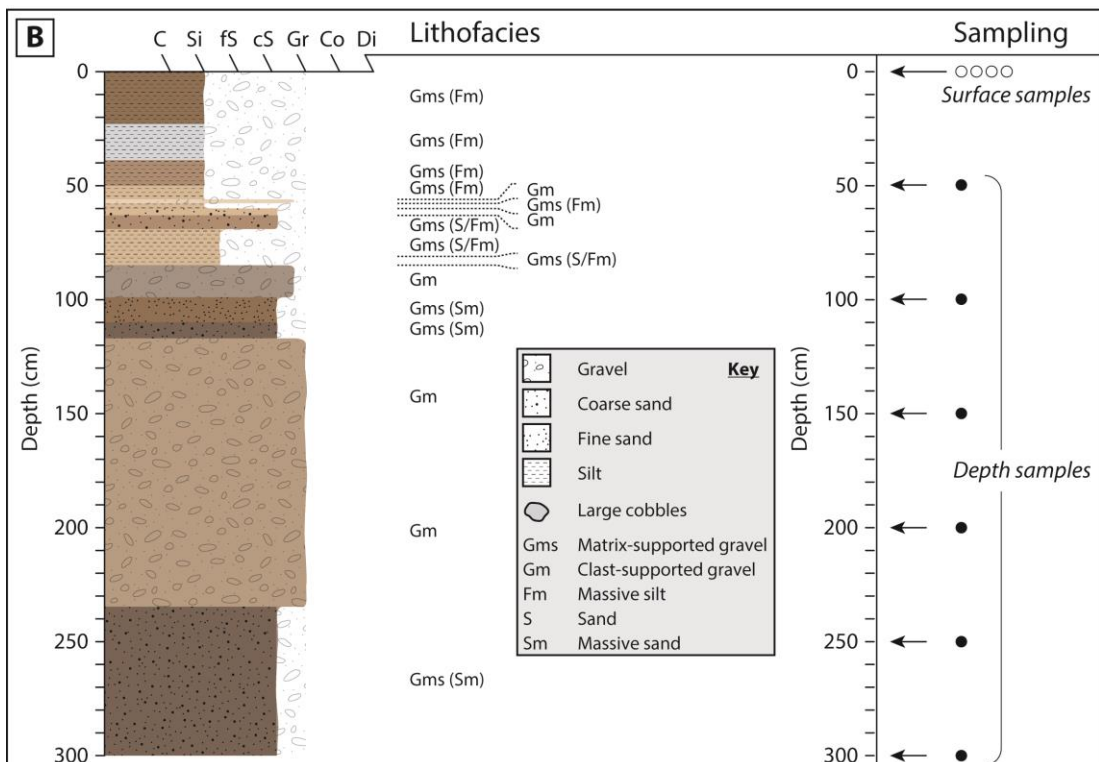 B
C Si fS cS Gr Co Di
Lithofacies
Sampling
Depth (cm)
0
50
100
150
200
250
300
Gms (Fm)
Gms (Fm)
Gms (Fm)
Gms (Fm)
Gm
Gms (Fm)
Gm
Gms (S/Fm)
Gms (S/Fm)
Gms (S/Fm)
Gm
Gms (Sm)
Gms (Sm)
Gm
Gm
Gms (Sm)
Key
Gravel
Coarse sand
Fine sand
Silt
Large cobbles
Gms Matrix-supported gravel
Gm Clast-supported gravel
Fm Massive silt
S Sand
Sm Massive sand
Depth (cm)
0
50
100
150
200
250
300
Surface samples
Depth samples